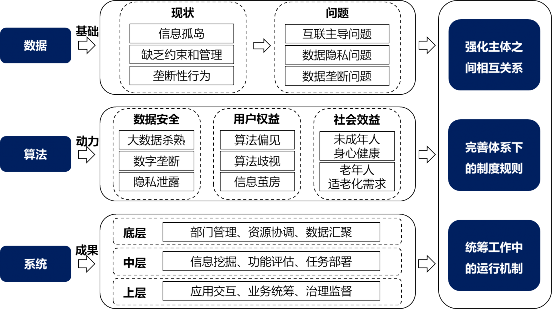 数据
基础
现状
信息孤岛
缺乏约束和管理
垄断性行为
问题
互联主导问题
数据隐私问题
数据垄断问题
强化主体之
间相互关系
算法
动力
数据安全
大数据杀熟
数字垄断
隐私泄露
用户权益
算法偏见
算法歧视
信息茧房
社会效益
未成年人
身心健康
老年人
适老化需求
完善体系下
的制度规则
系统
成果
底层
部门管理、资源协调、数据汇聚
中层
信息挖掘、功能评估、任务部署
上层
应用交互、业务统筹、治理监督
统筹工作中
的运行机制